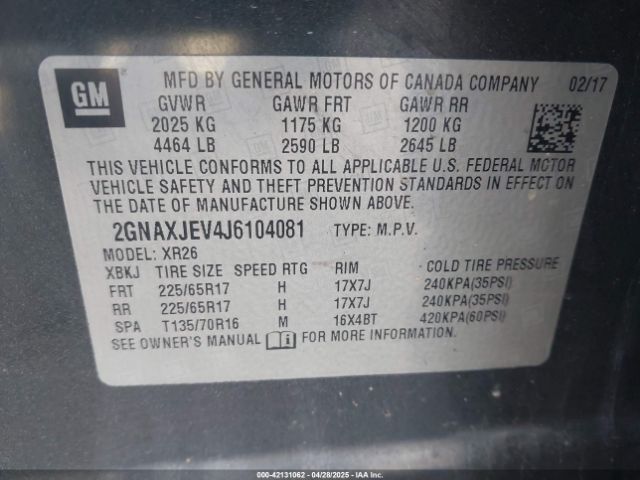 GM
MFD BY GENERAL MOTORS OF CANADA COMPANY 02/17
GVWR GAWR FRT GAWR RR
2025 KG 1175 KG 1200 KG
4464 LB 2590 LB 2645 LB
THIS VEHICLE CONFORMS TO ALL APPLICABLE U.S. FEDERAL MOTOR
VEHICLE SAFETY AND THEFT PREVENTION STANDARDS IN EFFECT ON
THE DATE OF MANUFACTURE SHOWN ABOVE.
2GNAXJEV4J6104081 TYPE: M.P.V.
MODEL: XR26
XBKJ TIRE SIZE SPEED RTG RIM COLD TIRE PRESSURE
FRT 225/65R17 H 17X7J 240KPA(35PSI)
RR 225/65R17 H 17X7J 240KPA(35PSI)
SPA T135/70R16 M 16X4BT 420KPA(60PSI)
SEE OWNER'S MANUAL FOR MORE INFORMATION.
000-42131062 04/28/2025 IAAI.COM